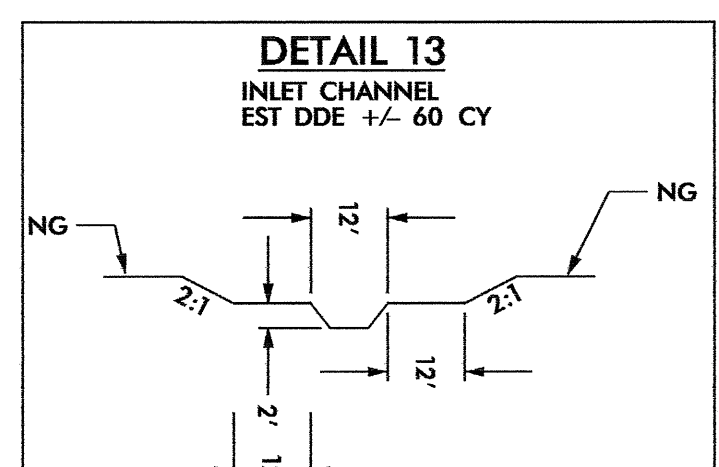 DETAIL 13
INLET CHANNEL
EST DDE +/- 60 CY
NG
NG
12'
2:1
2:1
12'
2'